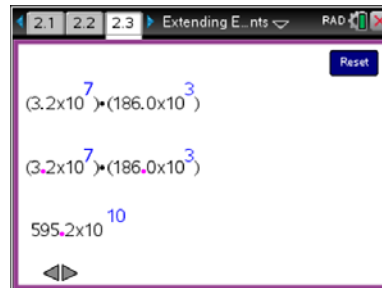 2.1 2.2 2.3 Extending E…nts RAD
Reset
(3.2x10⁷)•(186.0x10³)
(3.2x10⁷)•(186.0x10³)
595.2x10¹⁰